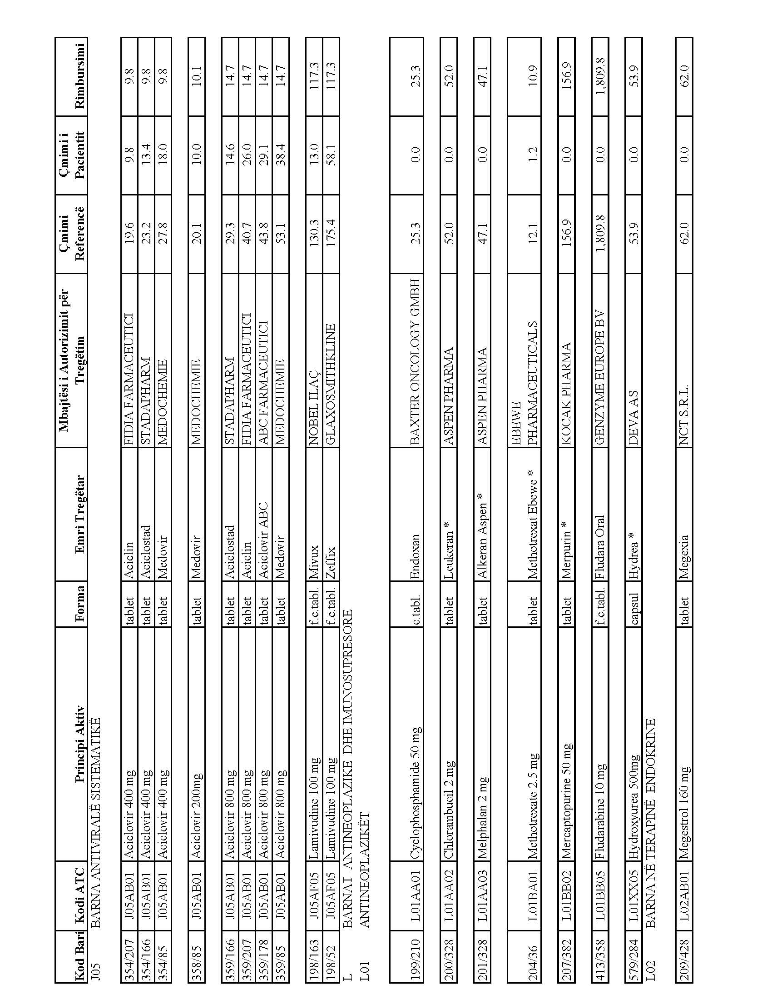 Kod Bari Kodi ATC Principi Aktiv Forma Emri Tregëtar Mbajtësi i Autorizimit për Tregëtim Çmimi Referencë Çmimi i Pacientit Rimbursimi
J05 BARNA ANTIVIRALË SISTEMATIKË
354/207 J05AB01 Aciclovir 400 mg tablet Aciclin FIDIA FARMACEUTICI 19.6 9.8 9.8
354/166 J05AB01 Aciclovir 400 mg tablet Aciclostad STADAPHARM 23.2 13.4 9.8
354/85 J05AB01 Aciclovir 400 mg tablet Medovir MEDOCHEMIE 27.8 18.0 9.8
358/85 J05AB01 Aciclovir 200mg tablet Medovir MEDOCHEMIE 20.1 10.0 10.1
359/166 J05AB01 Aciclovir 800 mg tablet Aciclostad STADAPHARM 29.3 14.6 14.7
359/207 J05AB01 Aciclovir 800 mg tablet Aciclin FIDIA FARMACEUTICI 40.7 26.0 14.7
359/178 J05AB01 Aciclovir 800 mg tablet Aciclovir ABC ABC FARMACEUTICI 43.8 29.1 14.7
359/85 J05AB01 Aciclovir 800 mg tablet Medovir MEDOCHEMIE 53.1 38.4 14.7
198/163 J05AF05 Lamivudine 100 mg f.c.tabl. Mivux NOBEL ILAÇ 130.3 13.0 117.3
198/52 J05AF05 Lamivudine 100 mg f.c.tabl. Zeffix GLAXOSMITHKLINE 175.4 58.1 117.3
L BARNAT ANTINEOPLAZIKE DHE IMUNOSUPRESORE
L01 ANTINEOPLAZIKËT
199/210 L01AA01 Cyclophosphamide 50 mg c.tabl. Endoxan BAXTER ONCOLOGY GMBH 25.3 0.0 25.3
200/328 L01AA02 Chlorambucil 2 mg tablet Leukeran * ASPEN PHARMA 52.0 0.0 52.0
201/328 L01AA03 Melphalan 2 mg tablet Alkeran Aspen * ASPEN PHARMA 47.1 0.0 47.1
204/36 L01BA01 Methotrexate 2.5 mg tablet Methotrexat Ebewe * EBEWE PHARMACEUTICALS 12.1 1.2 10.9
207/382 L01BB02 Mercaptopurine 50 mg tablet Merpurin * KOCAK PHARMA 156.9 0.0 156.9
413/358 L01BB05 Fludarabine 10 mg f.c.tabl. Fludara Oral GENZYME EUROPE BV 1,809.8 0.0 1,809.8
579/284 L01XX05 Hydroxyurea 500mg capsul Hydrea * DEVA AS 53.9 0.0 53.9
L02 BARNA NË TERAPINË ENDOKRINE
209/428 L02AB01 Megestrol 160 mg tablet Megexia NCT S.R.L. 62.0 0.0 62.0